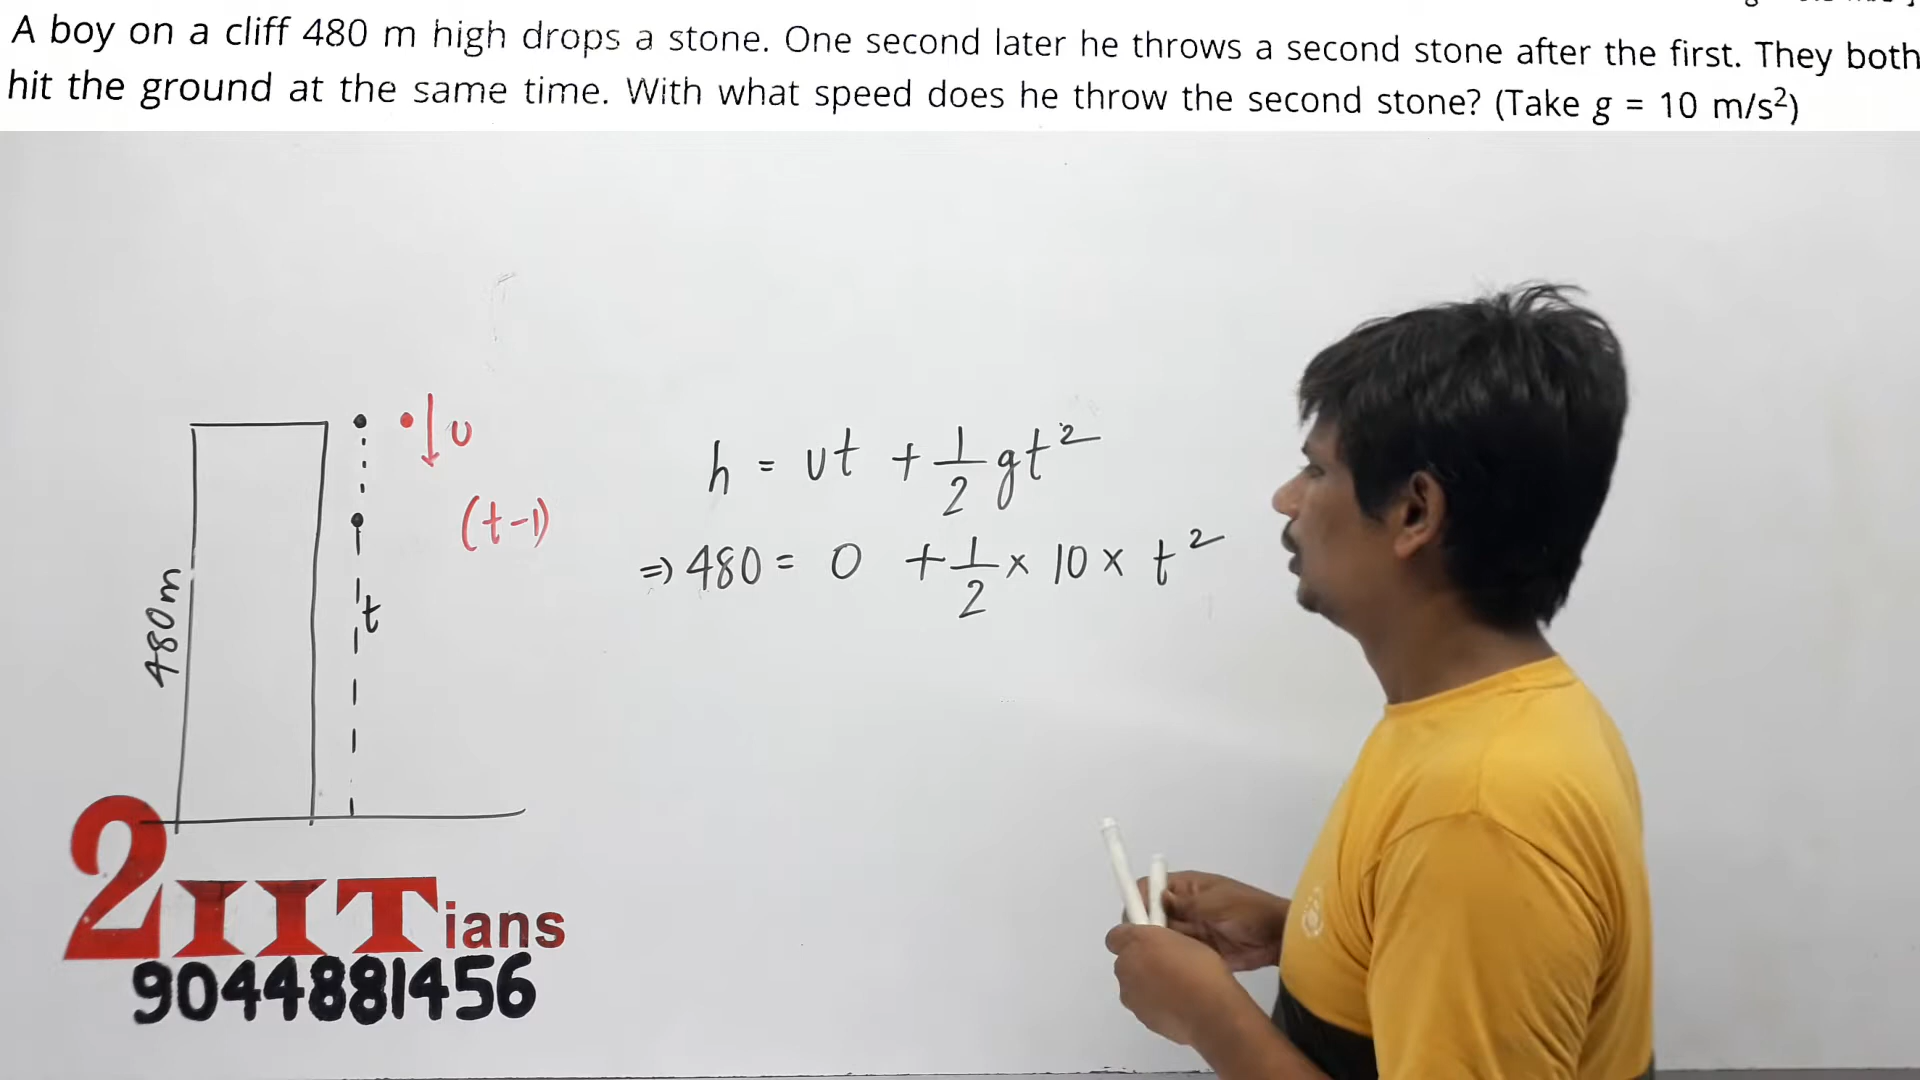 A boy on a cliff 480 m high drops a stone. One second later he throws a second stone after the first. They both
hit the ground at the same time. With what speed does he throw the second stone? (Take g = 10 m/s²)
u
(t-1)
480m
t
h = ut + 1/2 gt²
⇒ 480 = 0 + 1/2 × 10 × t²
2IITians
9044881456